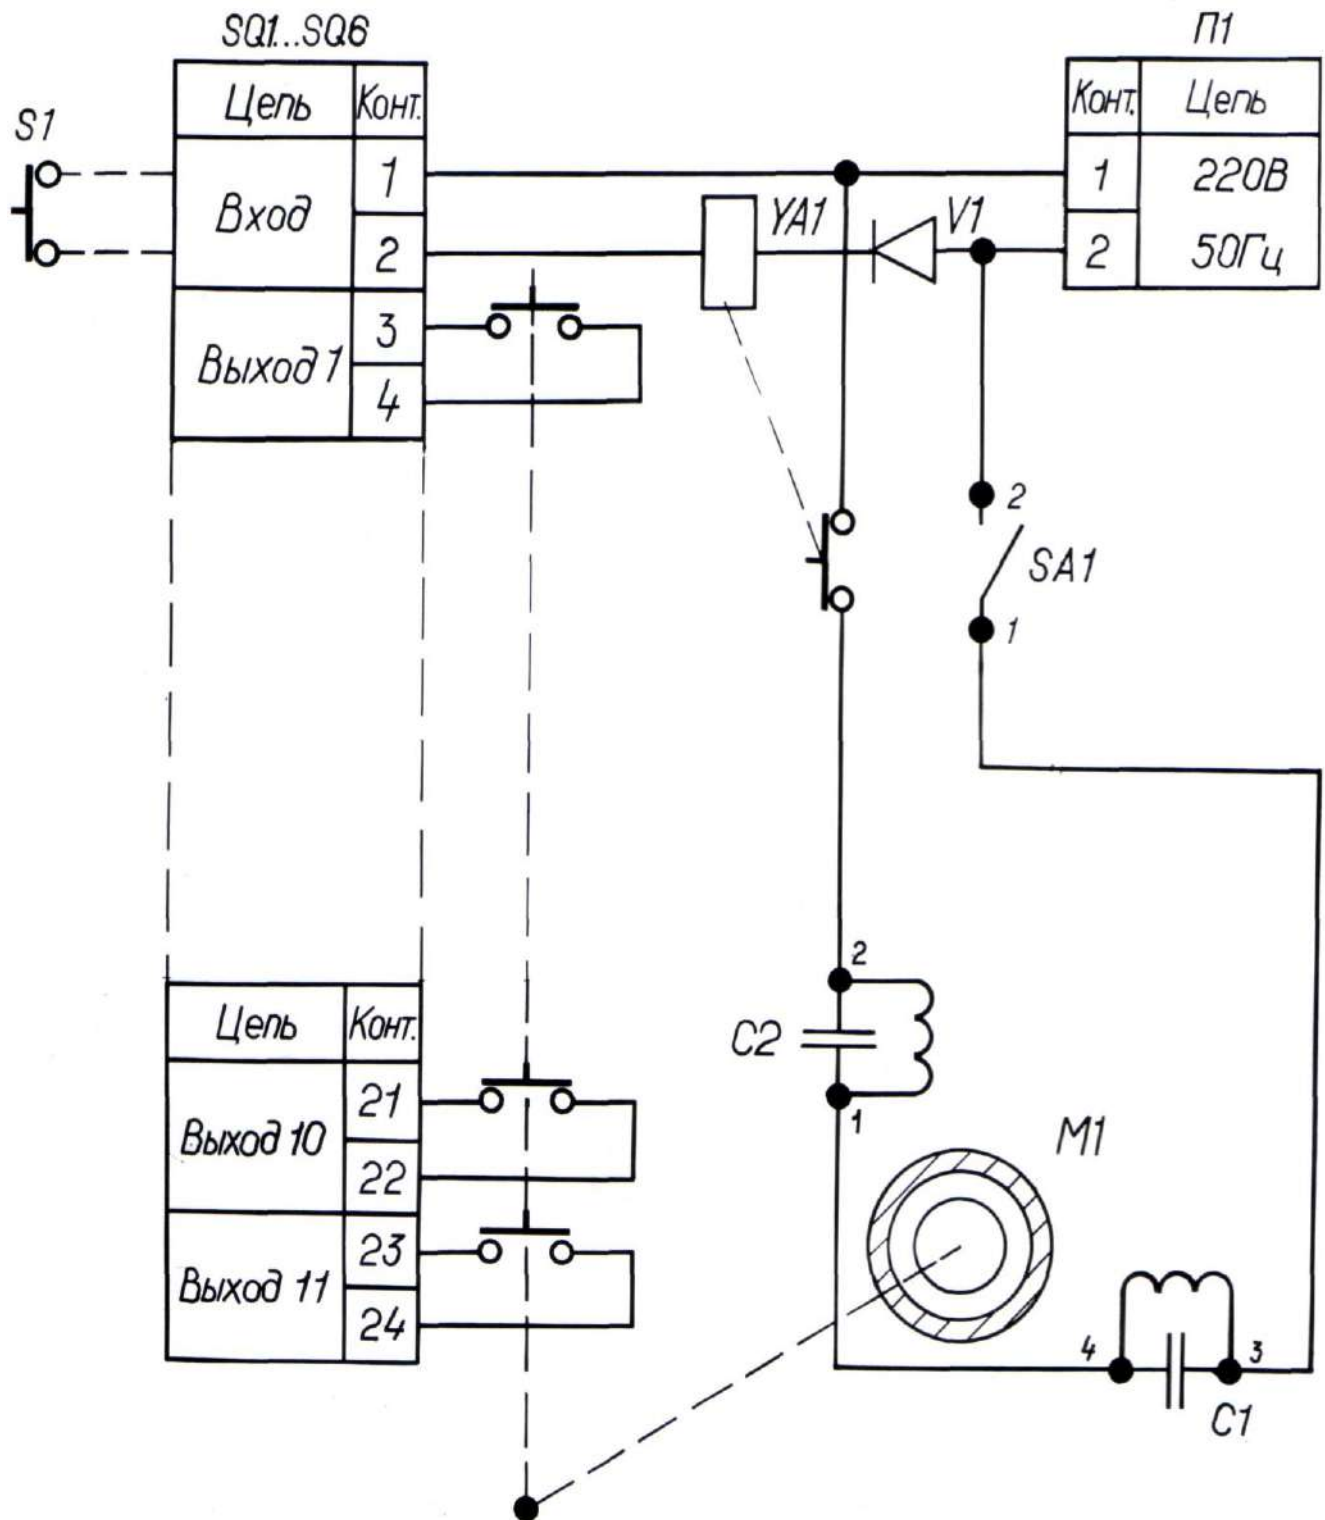 SQ1...SQ6
Цепь Конт.
Вход 1
2
Выход 1 3
4
S1
П1
Конт. Цепь
1 220В
2 50Гц
YA1
V1
2
SA1
1
2
C2
1
M1
4
3
C1
Цепь Конт.
Выход 10 21
22
Выход 11 23
24